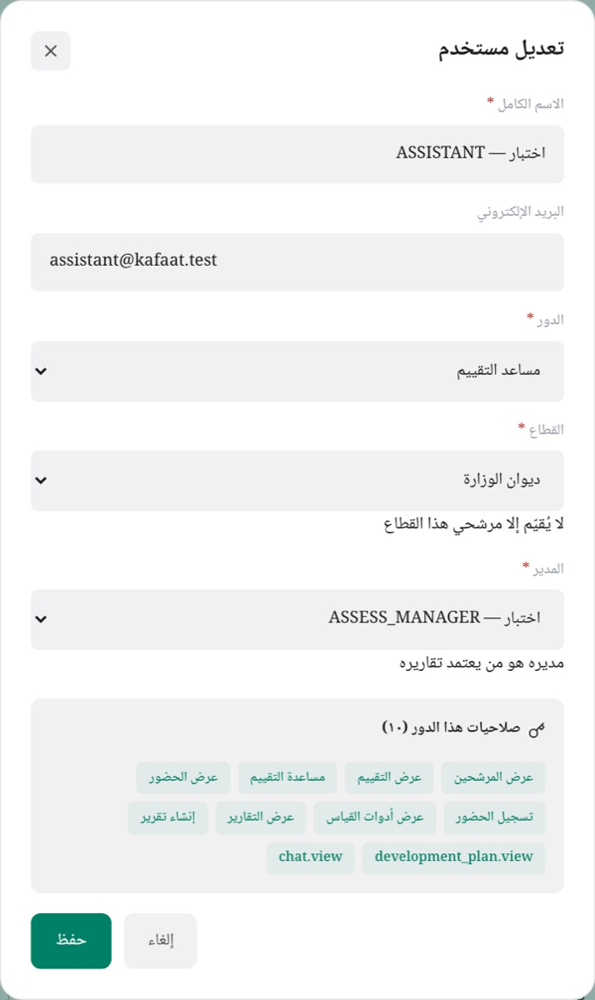 تعديل مستخدم
الاسم الكامل *
اختبار — ASSISTANT
البريد الإلكتروني
assistant@kafaat.test
الدور *
مساعد التقييم
القطاع *
ديوان الوزارة
لا يُقيّم إلا مرشحي هذا القطاع
المدير *
اختبار — ASSESS_MANAGER
مديره هو من يعتمد تقاريره
صلاحيات هذا الدور (١٠)
عرض المرشحين عرض التقييم مساعدة التقييم عرض الحضور
تسجيل الحضور عرض أدوات القياس عرض التقارير إنشاء تقرير
development_plan.view chat.view
إلغاء حفظ